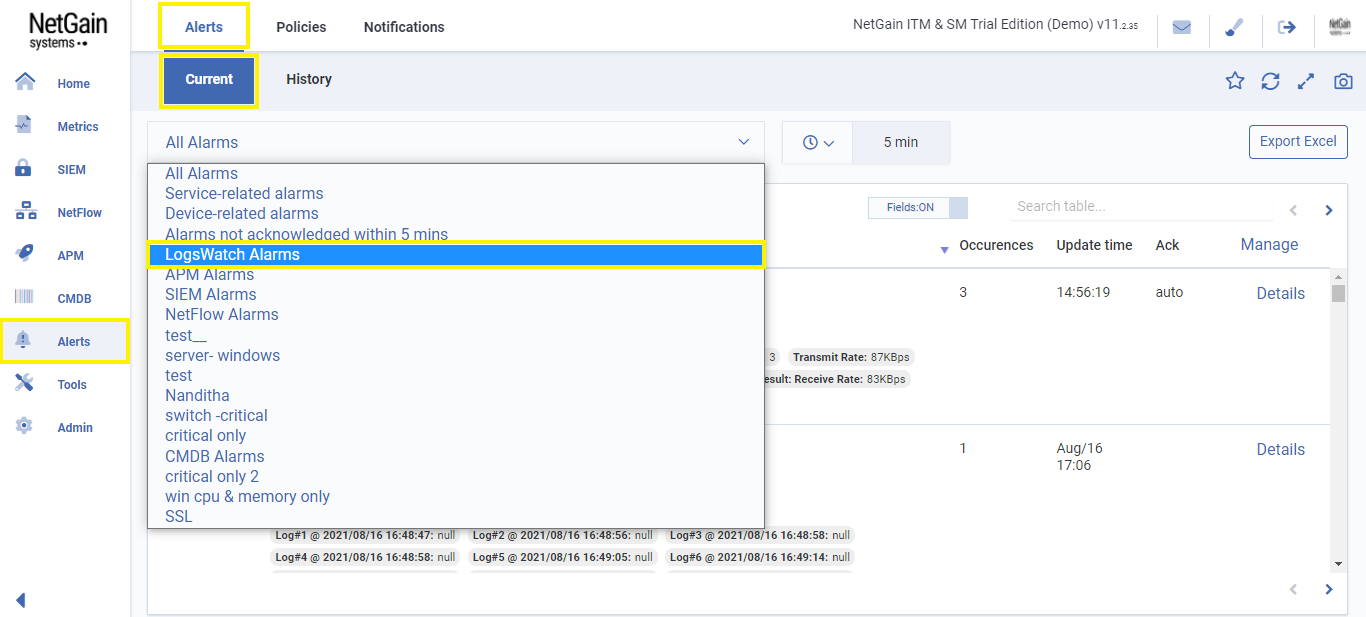 NetGain
systems
Alerts
Policies
Notifications
NetGain ITM & SM Trial Edition (Demo) v11.2.35
NetGain
systems
Home
Metrics
SIEM
NetFlow
APM
CMDB
Alerts
Tools
Admin
Current
History
All Alarms
5 min
Export Excel
All Alarms
Service-related alarms
Device-related alarms
Alarms not acknowledged within 5 mins
LogsWatch Alarms
APM Alarms
SIEM Alarms
NetFlow Alarms
test__
server- windows
test
Nanditha
switch -critical
critical only
CMDB Alarms
critical only 2
win cpu & memory only
SSL
Fields:ON
Search table...
Occurences Update time Ack Manage
3 14:56:19 auto Details
3 Transmit Rate: 87KBps
esult: Receive Rate: 83KBps
1 Aug/16 Details
17:06
Log#1 @ 2021/08/16 16:48:47: null Log#2 @ 2021/08/16 16:48:56: null Log#3 @ 2021/08/16 16:48:58: null
Log#4 @ 2021/08/16 16:48:58: null Log#5 @ 2021/08/16 16:49:05: null Log#6 @ 2021/08/16 16:49:14: null